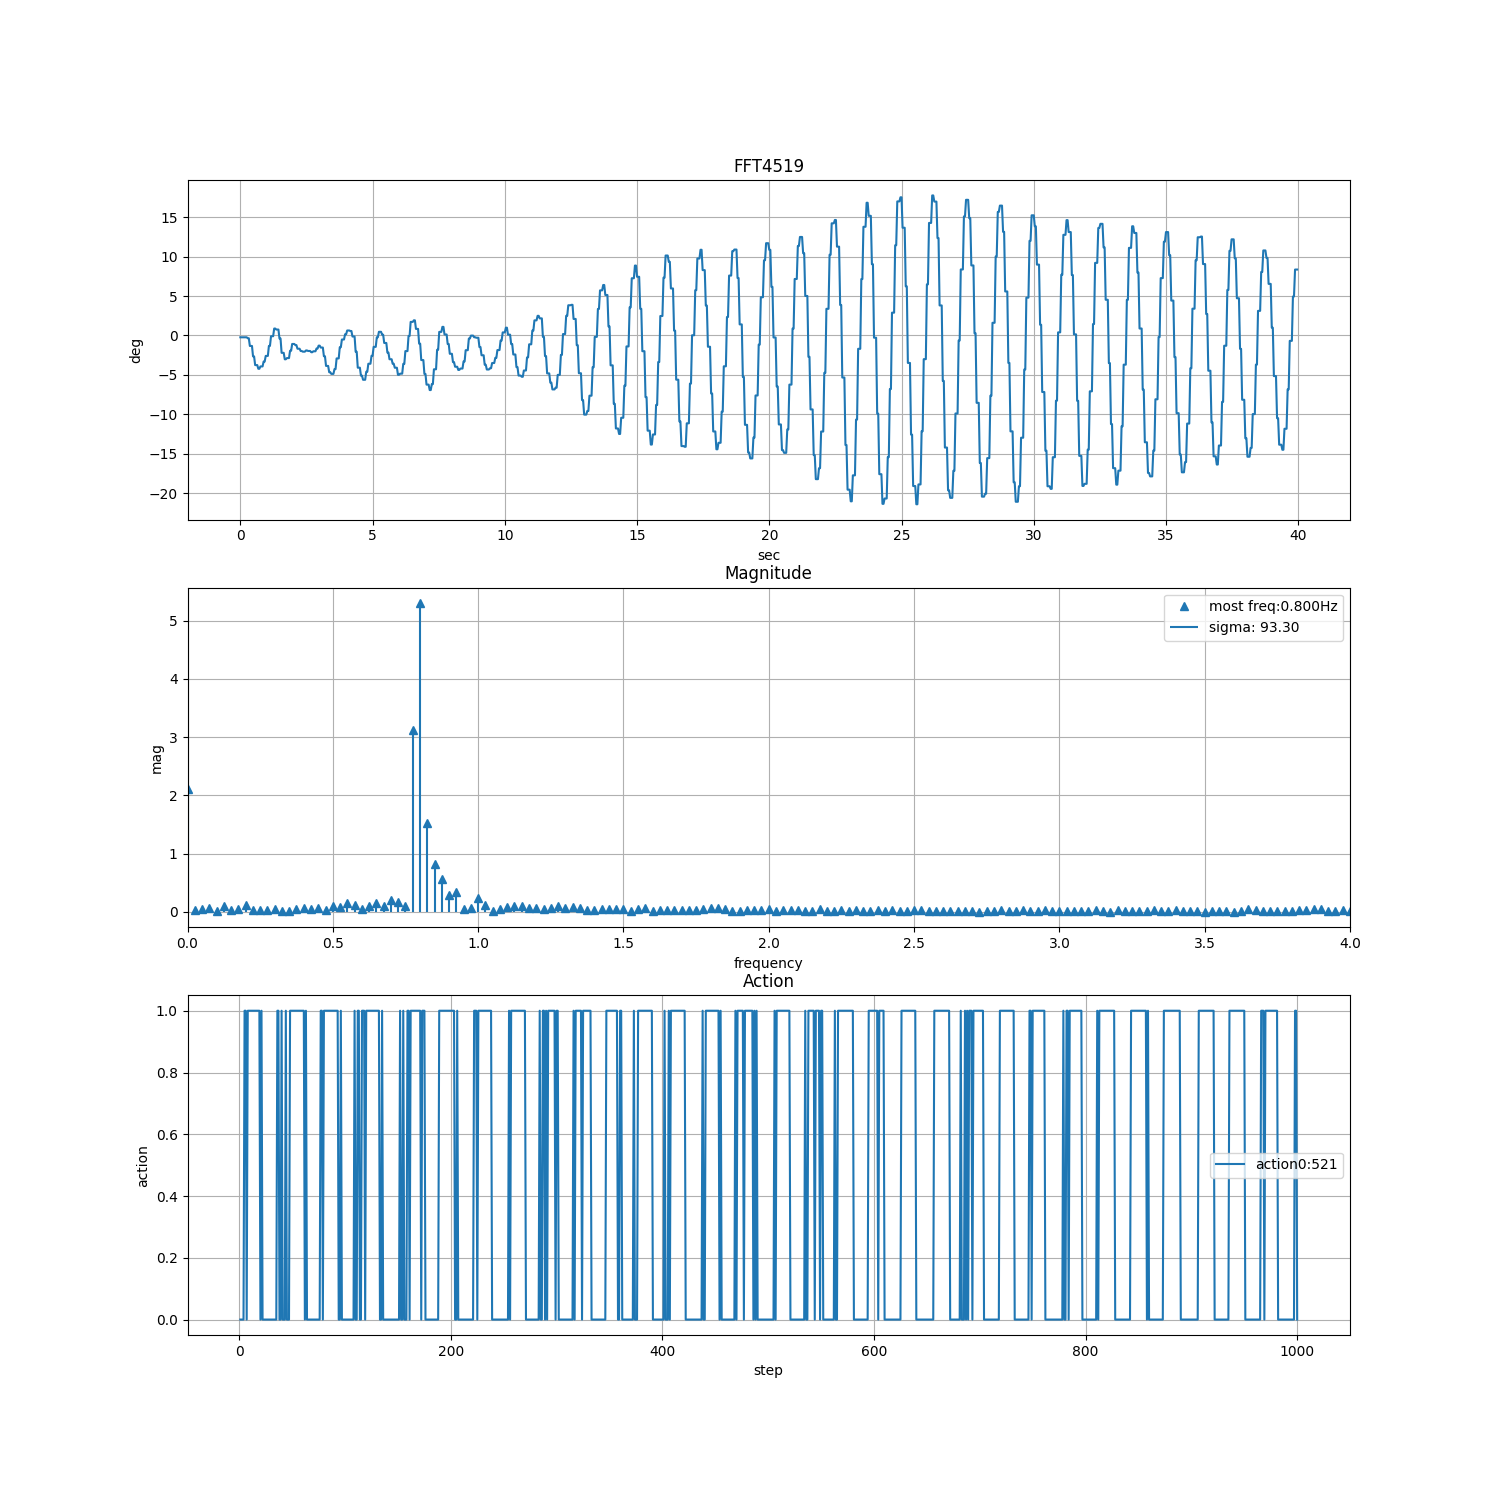 FFT4519
deg
15
10
5
0
−5
−10
−15
−20
0 5 10 15 20 25 30 35 40
sec
Magnitude
mag
5
4
3
2
1
0
most freq:0.800Hz
sigma: 93.30
0.0 0.5 1.0 1.5 2.0 2.5 3.0 3.5 4.0
frequency
Action
action
1.0
0.8
0.6
0.4
0.2
0.0
action0:521
0 200 400 600 800 1000
step